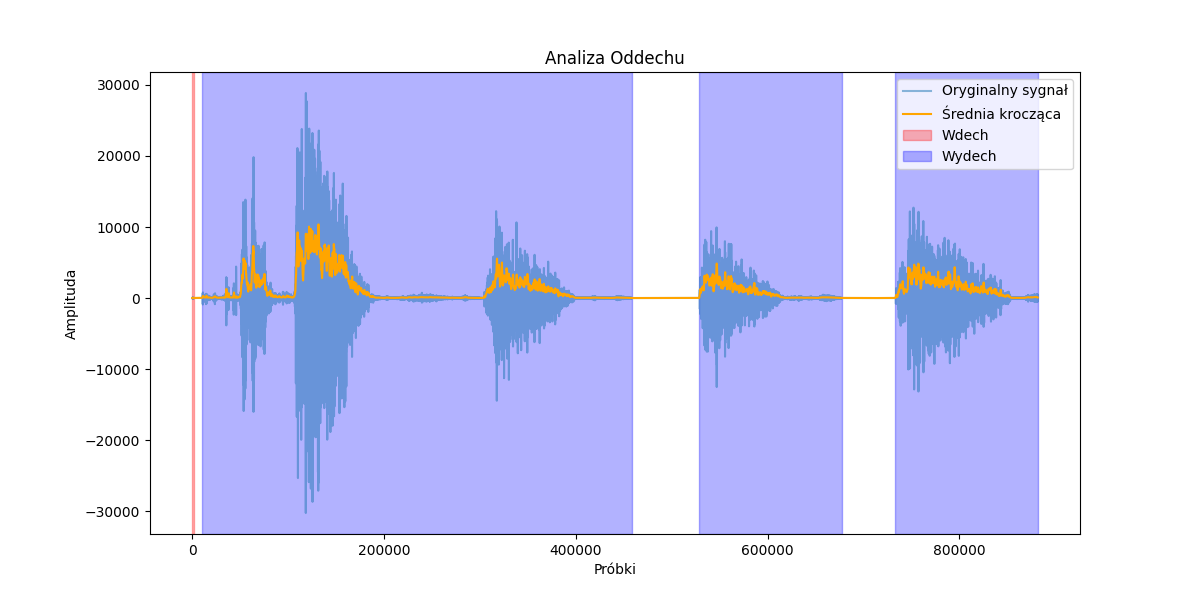 Analiza Oddechu
Amplituda
30000
20000
10000
0
−10000
−20000
−30000
Oryginalny sygnał
Średnia krocząca
Wdech
Wydech
0 200000 400000 600000 800000
Próbki